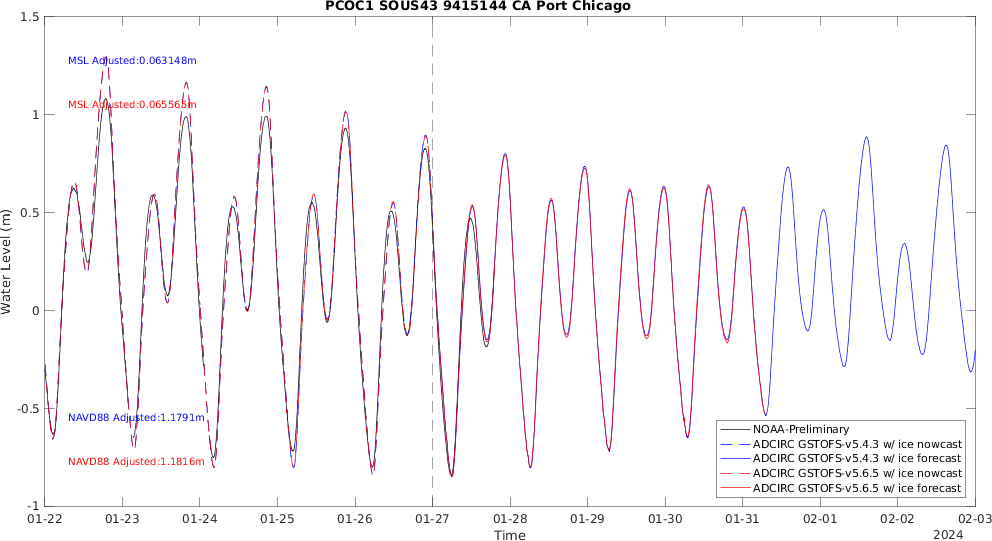 PCOC1 SOUS43 9415144 CA Port Chicago
1.5
MSL Adjusted:0.063148m
MSL Adjusted:0.065565m
1
0.5
Water Level (m)
0
-0.5
NAVD88 Adjusted:1.1791m
NAVD88 Adjusted:1.1816m
-1
NOAA-Preliminary
ADCIRC GSTOFS-v5.4.3 w/ ice nowcast
ADCIRC GSTOFS-v5.4.3 w/ ice forecast
ADCIRC GSTOFS-v5.6.5 w/ ice nowcast
ADCIRC GSTOFS-v5.6.5 w/ ice forecast
01-22 01-23 01-24 01-25 01-26 01-27 01-28 01-29 01-30 01-31 02-01 02-02 02-03
Time
2024